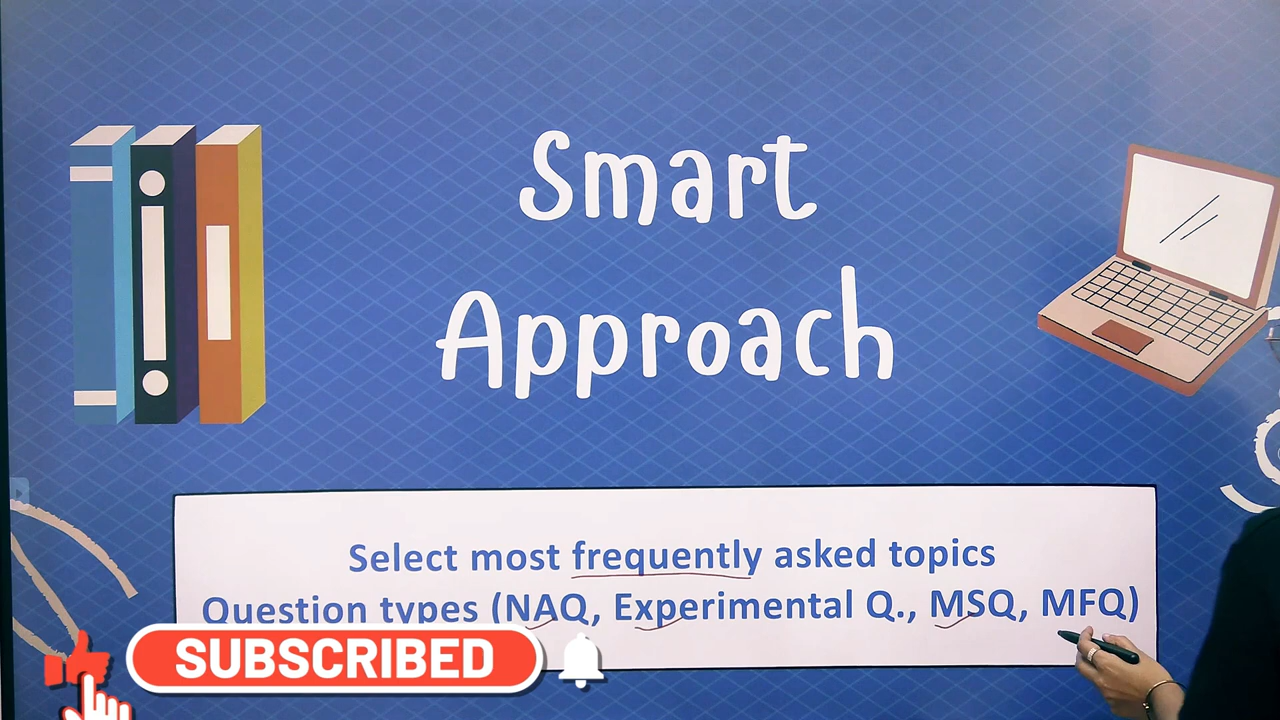 Smart
Approach
Select most frequently asked topics
Question types (NAQ, Experimental Q., MSQ, MFQ)
SUBSCRIBED